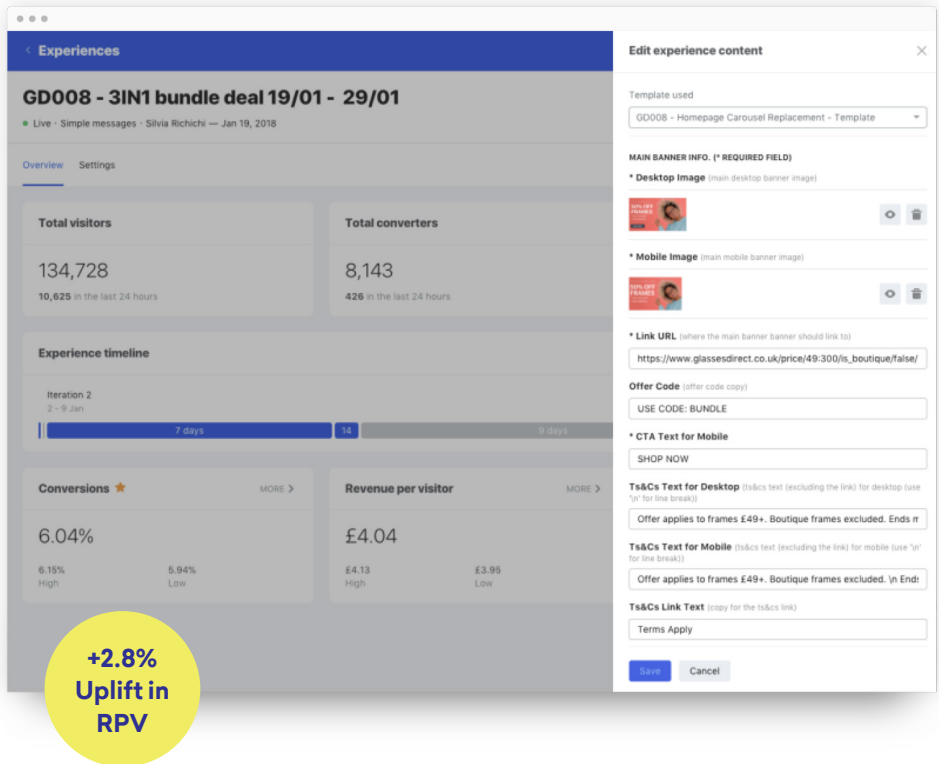 Experiences
GD008 - 3IN1 bundle deal 19/01 - 29/01
Live · Simple messages · Silvia Richichi — Jan 19, 2018
Overview Settings
Total visitors
134,728
10,625 in the last 24 hours
Total converters
8,143
426 in the last 24 hours
Experience timeline
Iteration 2
2 - 9 Jan
7 days 14 9 days
Conversions MORE
6.04%
6.15% 5.94%
High Low
Revenue per visitor MORE
£4.04
£4.13 £3.95
High Low
+2.8%
Uplift in
RPV
Edit experience content
Template used
GD008 - Homepage Carousel Replacement - Template
MAIN BANNER INFO. (* REQUIRED FIELD)
* Desktop Image (main desktop banner image)
50% OFF
FRAMES
* Mobile Image (main mobile banner image)
50% OFF
FRAMES
* Link URL (where the main banner banner should link to)
https://www.glassesdirect.co.uk/price/49:300/is_boutique/false/
Offer Code (offer code copy)
USE CODE: BUNDLE
* CTA Text for Mobile
SHOP NOW
Ts&Cs Text for Desktop (ts&cs text (excluding the link) for desktop (use
'\n' for line break))
Offer applies to frames £49+. Boutique frames excluded. Ends m
Ts&Cs Text for Mobile (ts&cs text (excluding the link) for mobile (use '\n'
for line break))
Offer applies to frames £49+. Boutique frames excluded. \n Ends
Ts&Cs Link Text (copy for the ts&cs link)
Terms Apply
Save Cancel